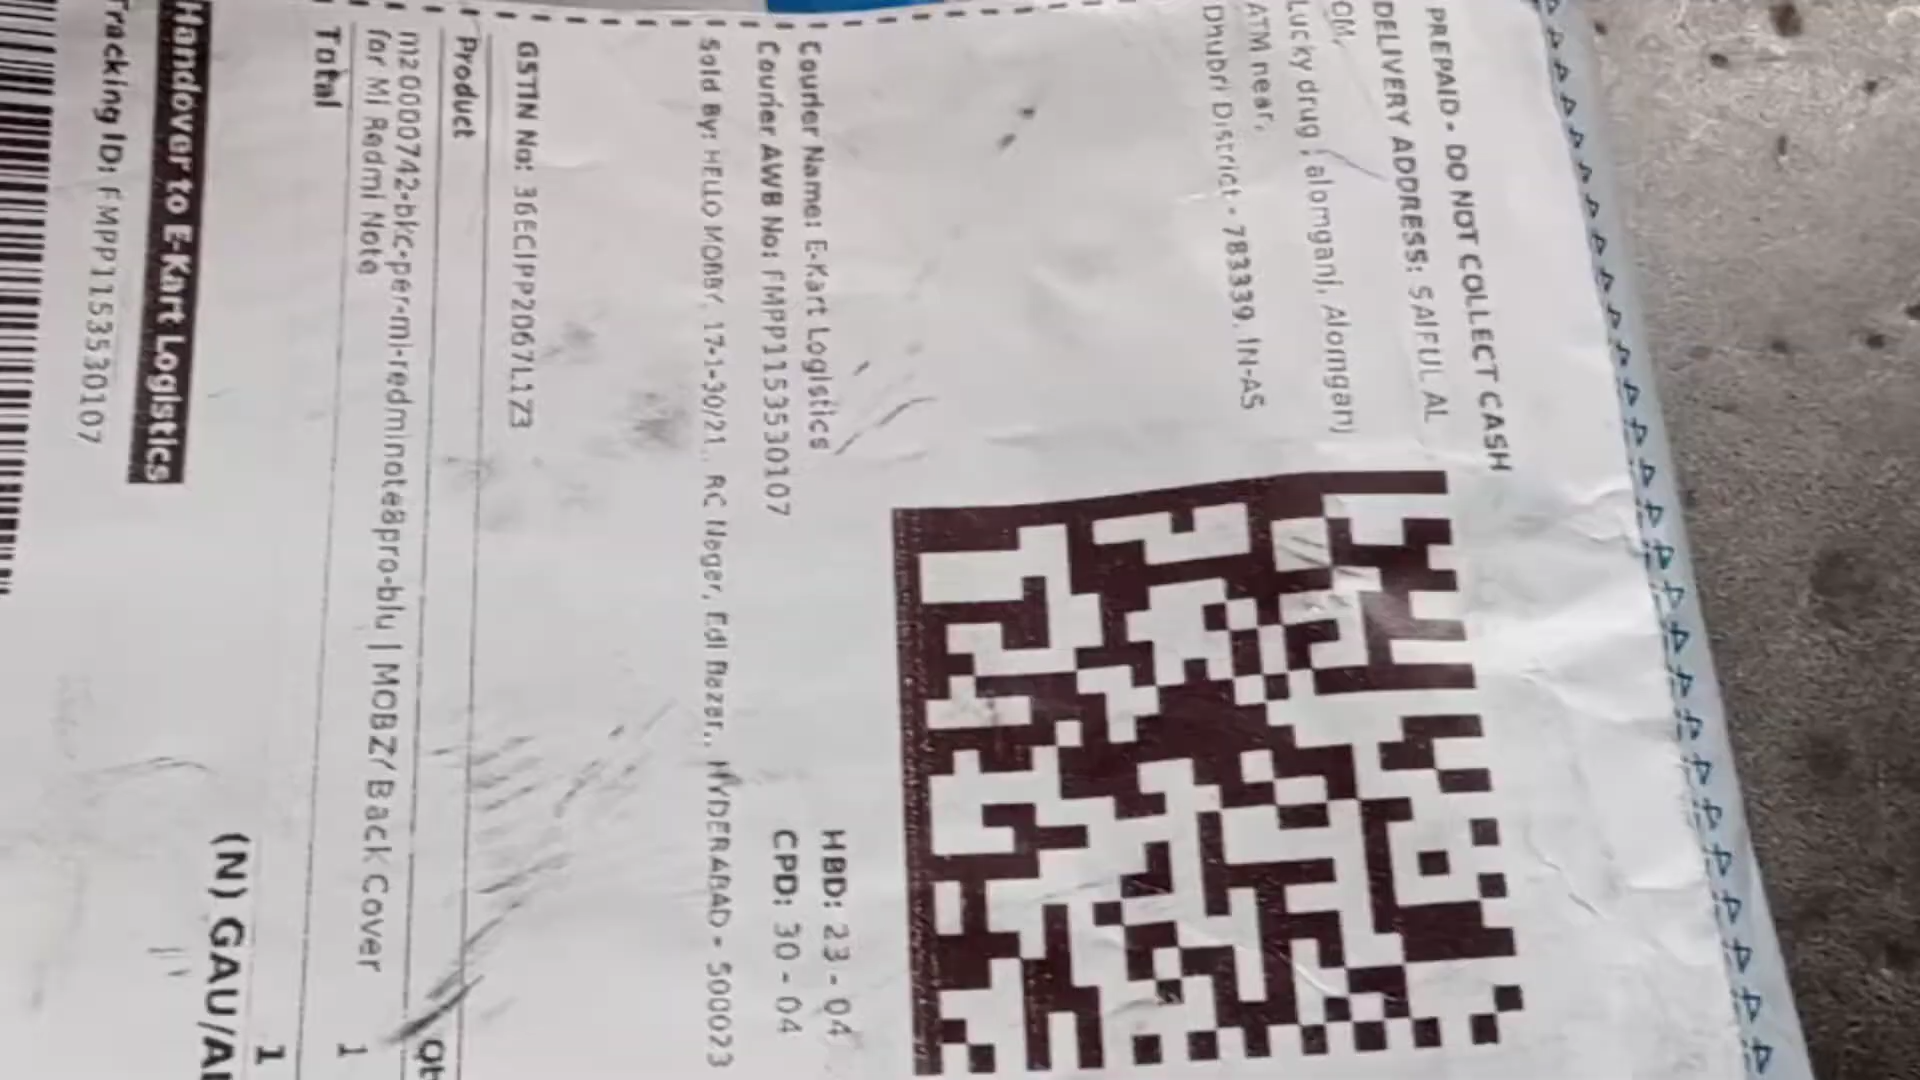 PREPAID - DO NOT COLLECT CASH
DELIVERY ADDRESS: SAIFUL AL
OM,
Lucky drug ; alomganj, Alomganj
ATM near,
Dhubri District - 783339, IN-AS
Courier Name: E-Kart Logistics
Courier AWB No: FMPP1153530107
HBD: 23 - 04
CPD: 30 - 04
Sold By: HELLO MOBBY, 17-1-30/21., RC Nager, Edi Bazar., HYDERABAD - 500023
GSTIN No: 36ECIPP2067L1Z3
Product
m20000742-bkc-per-mi-redminote8pro-blu | MOBZY Back Cover 1
for Mi Redmi Note
Total 1
(N) GAU/
Handover to E-Kart Logistics
Tracking ID: FMPP1153530107